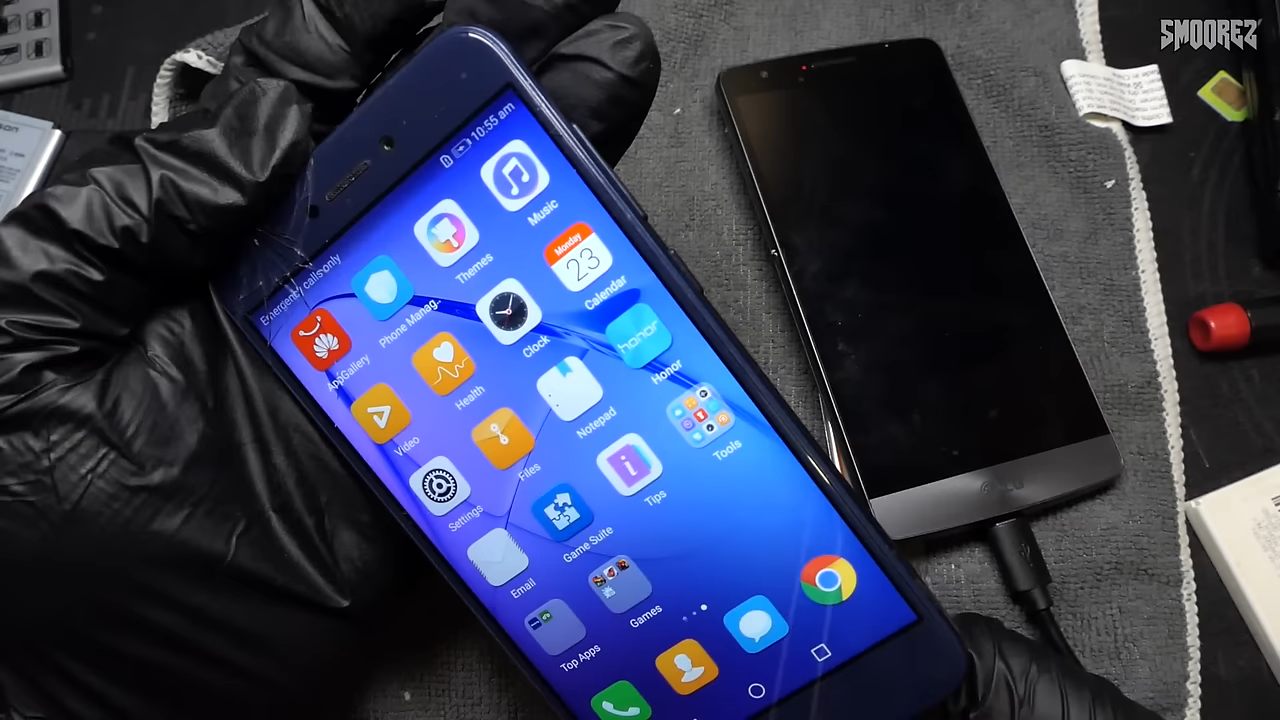 SMOOREZ
10:55 am
Emergency calls only
Music
Themes
Phone Manag..
AppGallery
Monday
23
Calendar
Clock
Health
Video
honor
Honor
Notepad
Files
Settings
Tools
Tips
Game Suite
Email
Games
Top Apps
LG